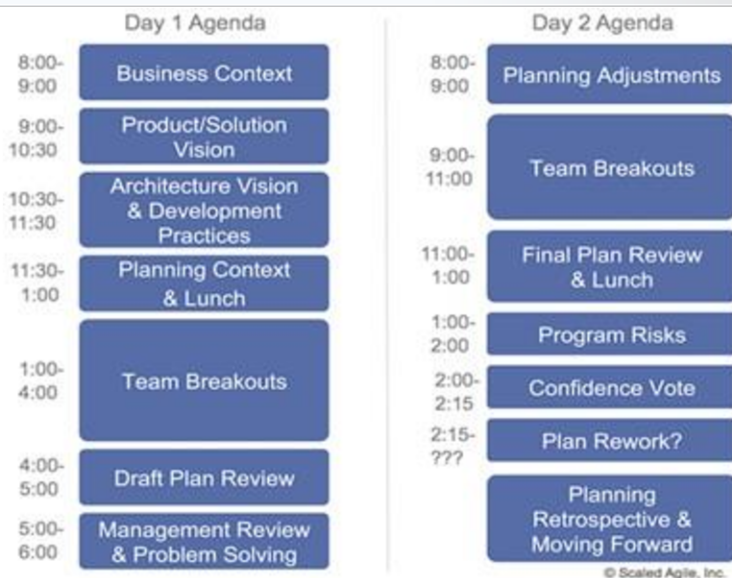 Day 1 Agenda
8:00-
9:00
Business Context
9:00-
10:30
Product/Solution
Vision
10:30-
11:30
Architecture Vision
& Development
Practices
11:30-
1:00
Planning Context
& Lunch
1:00-
4:00
Team Breakouts
4:00-
5:00
Draft Plan Review
5:00-
6:00
Management Review
& Problem Solving
Day 2 Agenda
8:00-
9:00
Planning Adjustments
9:00-
11:00
Team Breakouts
11:00-
1:00
Final Plan Review
& Lunch
1:00-
2:00
Program Risks
2:00-
2:15
Confidence Vote
2:15-
???
Plan Rework?
Planning
Retrospective &
Moving Forward
© Scaled Agile, Inc.